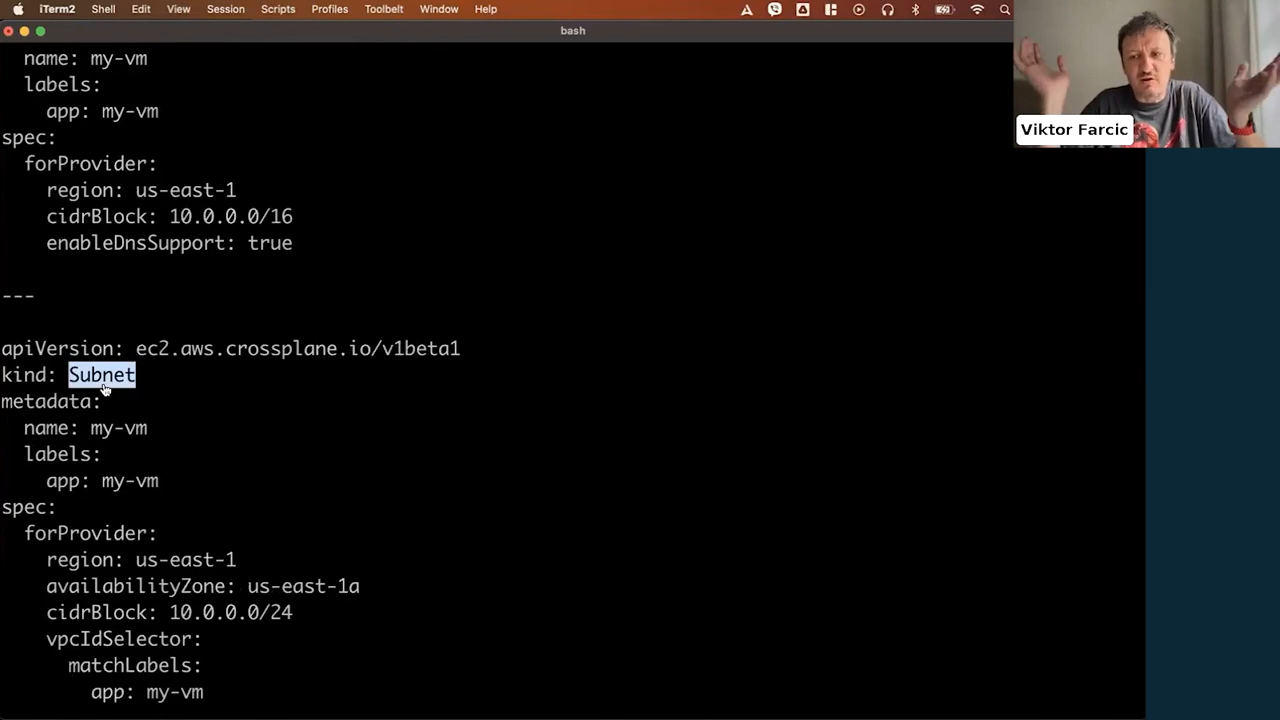 iTerm2 Shell Edit View Session Scripts Profiles Toolbelt Window Help
bash
name: my-vm
labels:
app: my-vm
spec:
forProvider:
region: us-east-1
cidrBlock: 10.0.0.0/16
enableDnsSupport: true
---
apiVersion: ec2.aws.crossplane.io/v1beta1
kind: Subnet
metadata:
name: my-vm
labels:
app: my-vm
spec:
forProvider:
region: us-east-1
availabilityZone: us-east-1a
cidrBlock: 10.0.0.0/24
vpcIdSelector:
matchLabels:
app: my-vm
Viktor Farcic